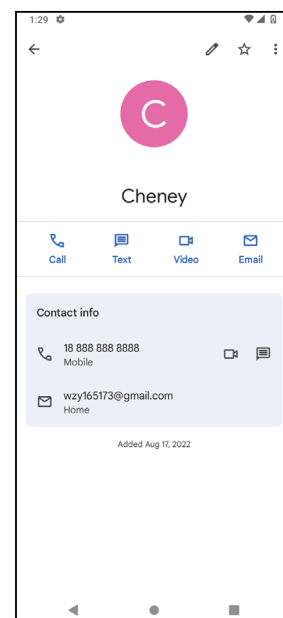 1:29
C
Cheney
Call Text Video Email
Contact info
18 888 888 8888
Mobile
wzy165173@gmail.com
Home
Added Aug 17, 2022